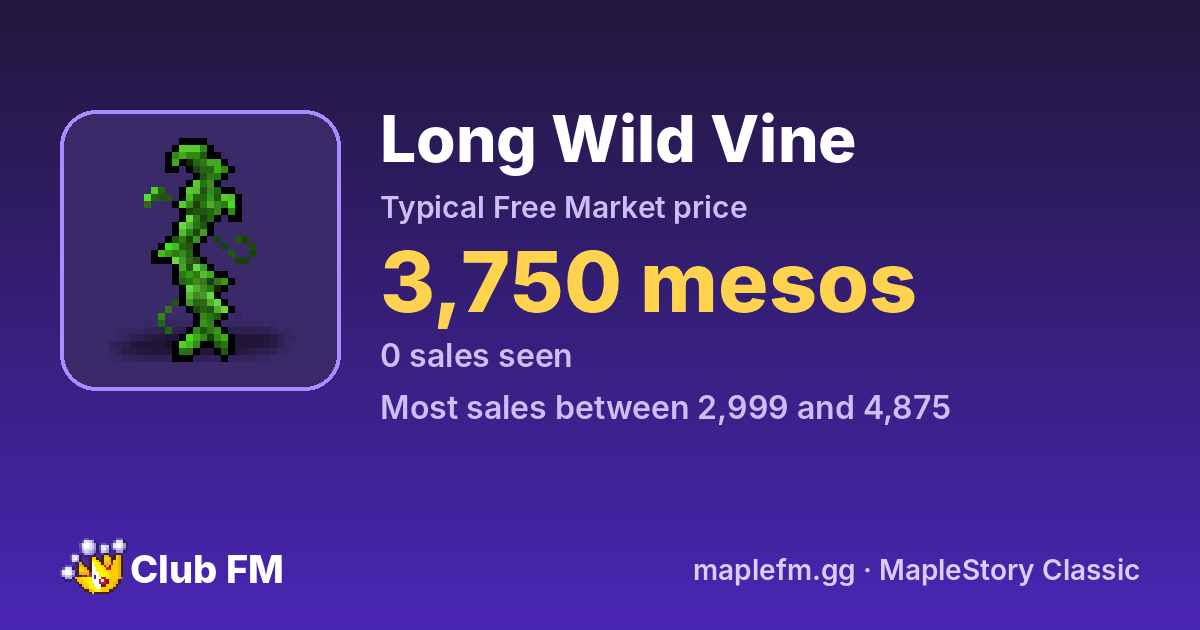 Long Wild Vine
Typical Free Market price
3,750 mesos
0 sales seen
Most sales between 2,999 and 4,875
Club FM
maplefm.gg · MapleStory Classic